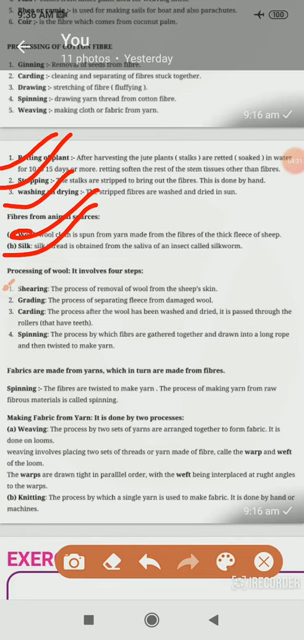 5. Rhea or ramie :- is used for making sails for boat and also parachutes.
9:36 AM
100
6. Coir :- is the fibre which comes from coconut palm.
You
11 photos • Yesterday
PROCESSING OF COTTON FIBRE
1. Ginning :- Removal of seeds from fibre.
2. Carding :- cleaning and separating of fibres stuck together.
3. Drawing :- stretching of fibre ( fluffying ).
4. Spinning :- drawing yarn thread from cotton fibre.
5. Weaving :- making cloth or fabric from yarn.
9:16 am
1. Retting of plant :- After harvesting the jute plants ( stalks ) are retted ( soaked ) in water
for 10 to 15 days or more. retting soften the rest of the stem tissues other than fibres.
2. Stripping :- The stalks are stripped to bring out the fibres. This is done by hand.
3. washing and drying :- The stripped fibres are washed and dried in sun.
Fibres from animal sources:
(a) Wool: wool cloth is spun from yarn made from the fibres of the thick fleece of sheep.
(b) Silk: silk thread is obtained from the saliva of an insect called silkworm.
Processing of wool: It involves four steps:
1. Shearing: The process of removal of wool from the sheep's skin.
2. Grading: The process of separating fleece from damaged wool.
3. Carding: The process after the wool has been washed and dried, it is passed through the
rollers (that have teeth).
4. Spinning: The process by which fibrs are gathered together and drawn into a long rope
and then twisted to make yarn.
Fabrics are made from yarns, which in turn are made from fibres.
Spinning :- The fibres are twisted to make yarn . The process of making yarn from raw
fibrous materials is called spinning.
Making Fabric from Yarn: It is done by two processes:
(a) Weaving: The process by two sets of yarns are arranged together to form fabric. It is
done on looms.
weaving involves placing two sets of threads or yarn made of fibre, calle the warp and weft
of the loom.
The warps are drawn tight in paralllel order, with the weft being interplaced at rught angles
to the warps.
(b) Knitting: The process by which a single yarn is used to make fabric. It is done by hand or
machines.
9:16 am
EXER
RECORDER